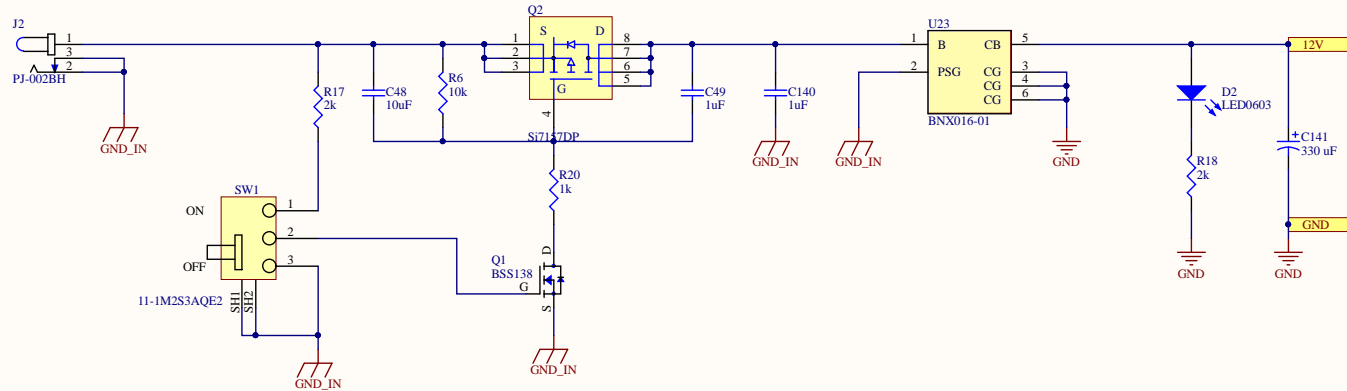 J2
1
3
2
PJ-002BH
GND_IN
R17
2k
C48
10uF
R6
10k
Q2
S
D
G
1
2
3
8
7
6
5
4
Si7157DP
C49
1uF
C140
1uF
GND_IN
GND_IN
U23
B
PSG
CB
CG
CG
CG
1
2
5
3
4
6
BNX016-01
GND
D2
LED0603
R18
2k
GND
12V
C141
330 uF
+
GND
GND
R20
1k
SW1
ON
OFF
1
2
3
SH1
SH2
11-1M2S3AQE2
GND_IN
Q1
BSS138
D
G
S
GND_IN